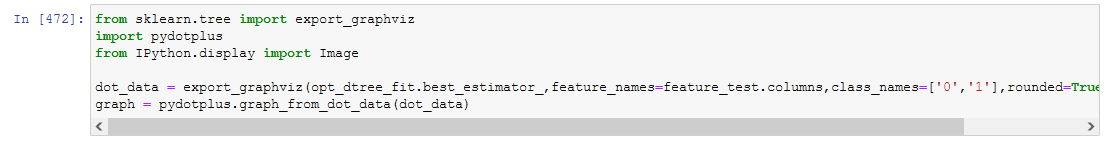 In [472]: from sklearn.tree import export_graphviz
import pydotplus
from IPython.display import Image
dot_data = export_graphviz(opt_dtree_fit.best_estimator_,feature_names=feature_test.columns,class_names=['0','1'],rounded=True
graph = pydotplus.graph_from_dot_data(dot_data)